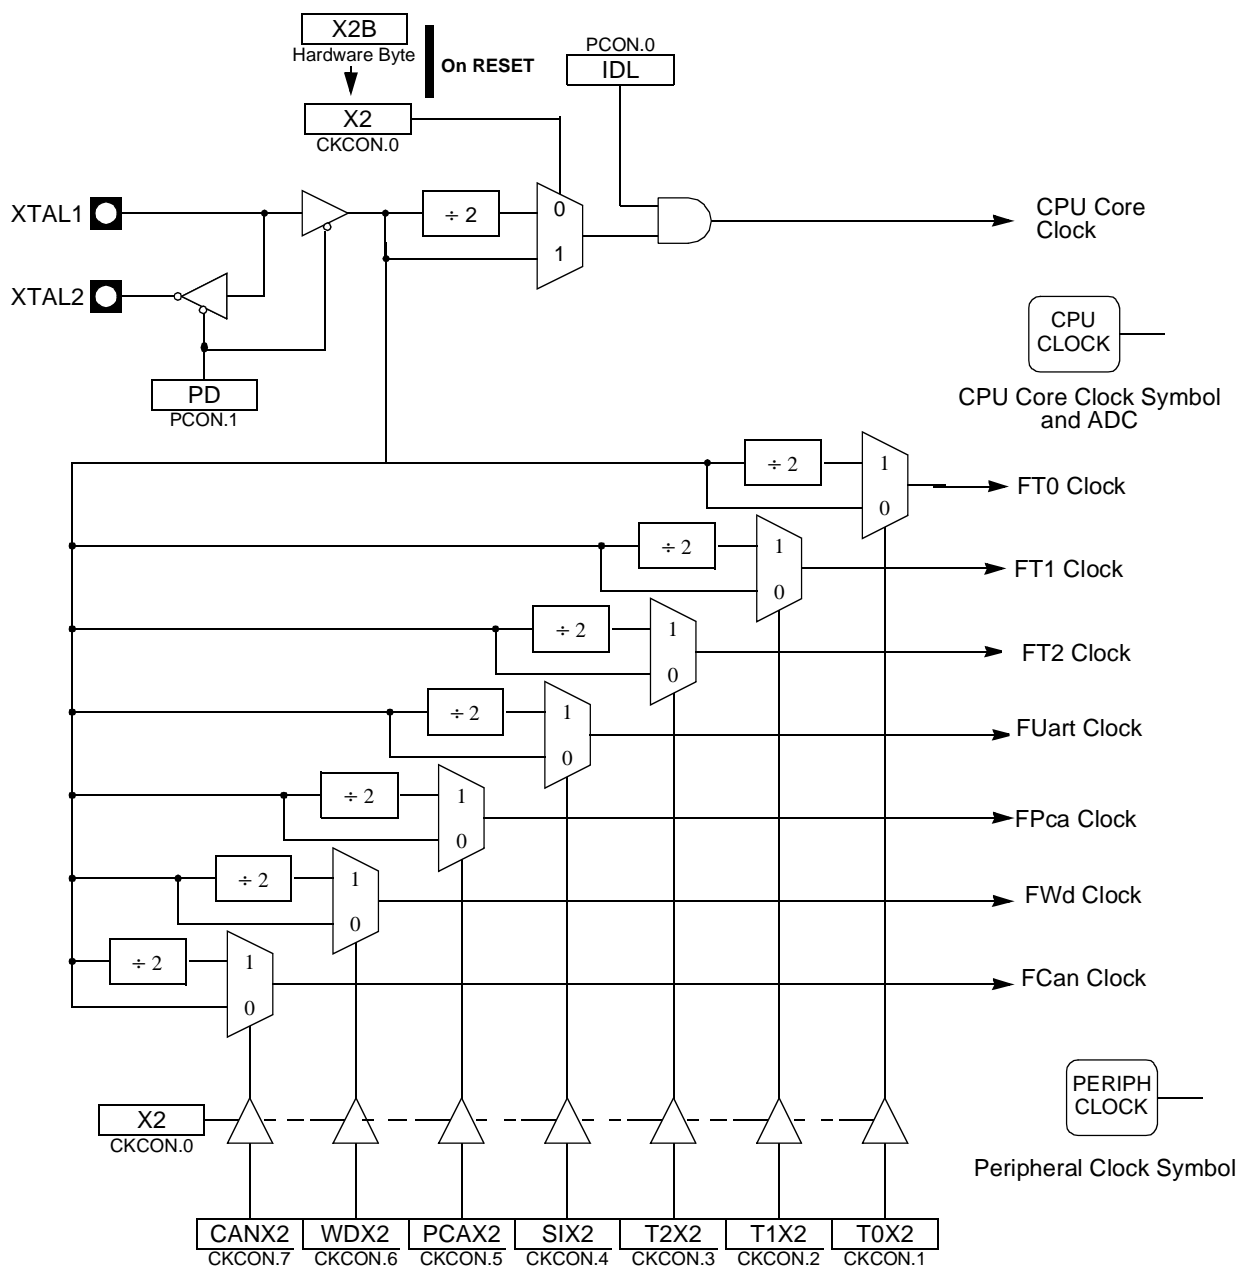 X2B
Hardware Byte
On RESET
PCON.0
IDL
X2
CKCON.0
XTAL1
÷ 2
0
1
CPU Core
Clock
XTAL2
PD
PCON.1
CPU
CLOCK
CPU Core Clock Symbol
and ADC
÷ 2
1
0
FT0 Clock
÷ 2
1
0
FT1 Clock
÷ 2
1
0
FT2 Clock
÷ 2
1
0
FUart Clock
÷ 2
1
0
FPca Clock
÷ 2
1
0
FWd Clock
÷ 2
1
0
FCan Clock
X2
CKCON.0
PERIPH
CLOCK
Peripheral Clock Symbol
CANX2
CKCON.7
WDX2
CKCON.6
PCAX2
CKCON.5
SIX2
CKCON.4
T2X2
CKCON.3
T1X2
CKCON.2
T0X2
CKCON.1